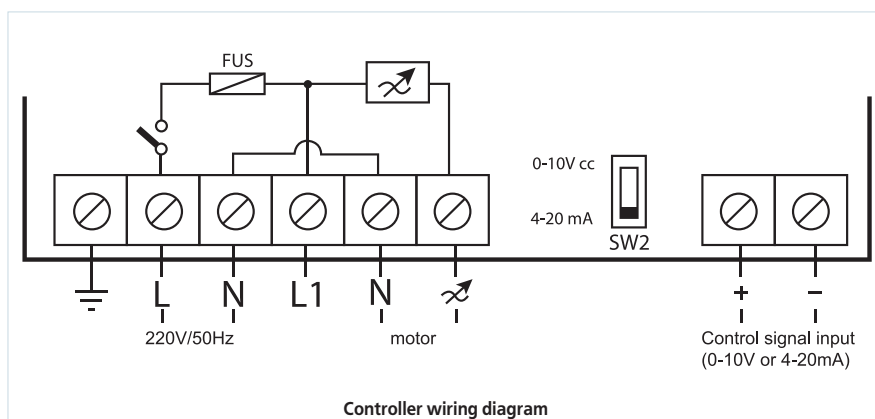 FUS
0-10V cc
4-20 mA
SW2
L N L1 N
220V/50Hz
motor
+ −
Control signal input
(0-10V or 4-20mA)
Controller wiring diagram